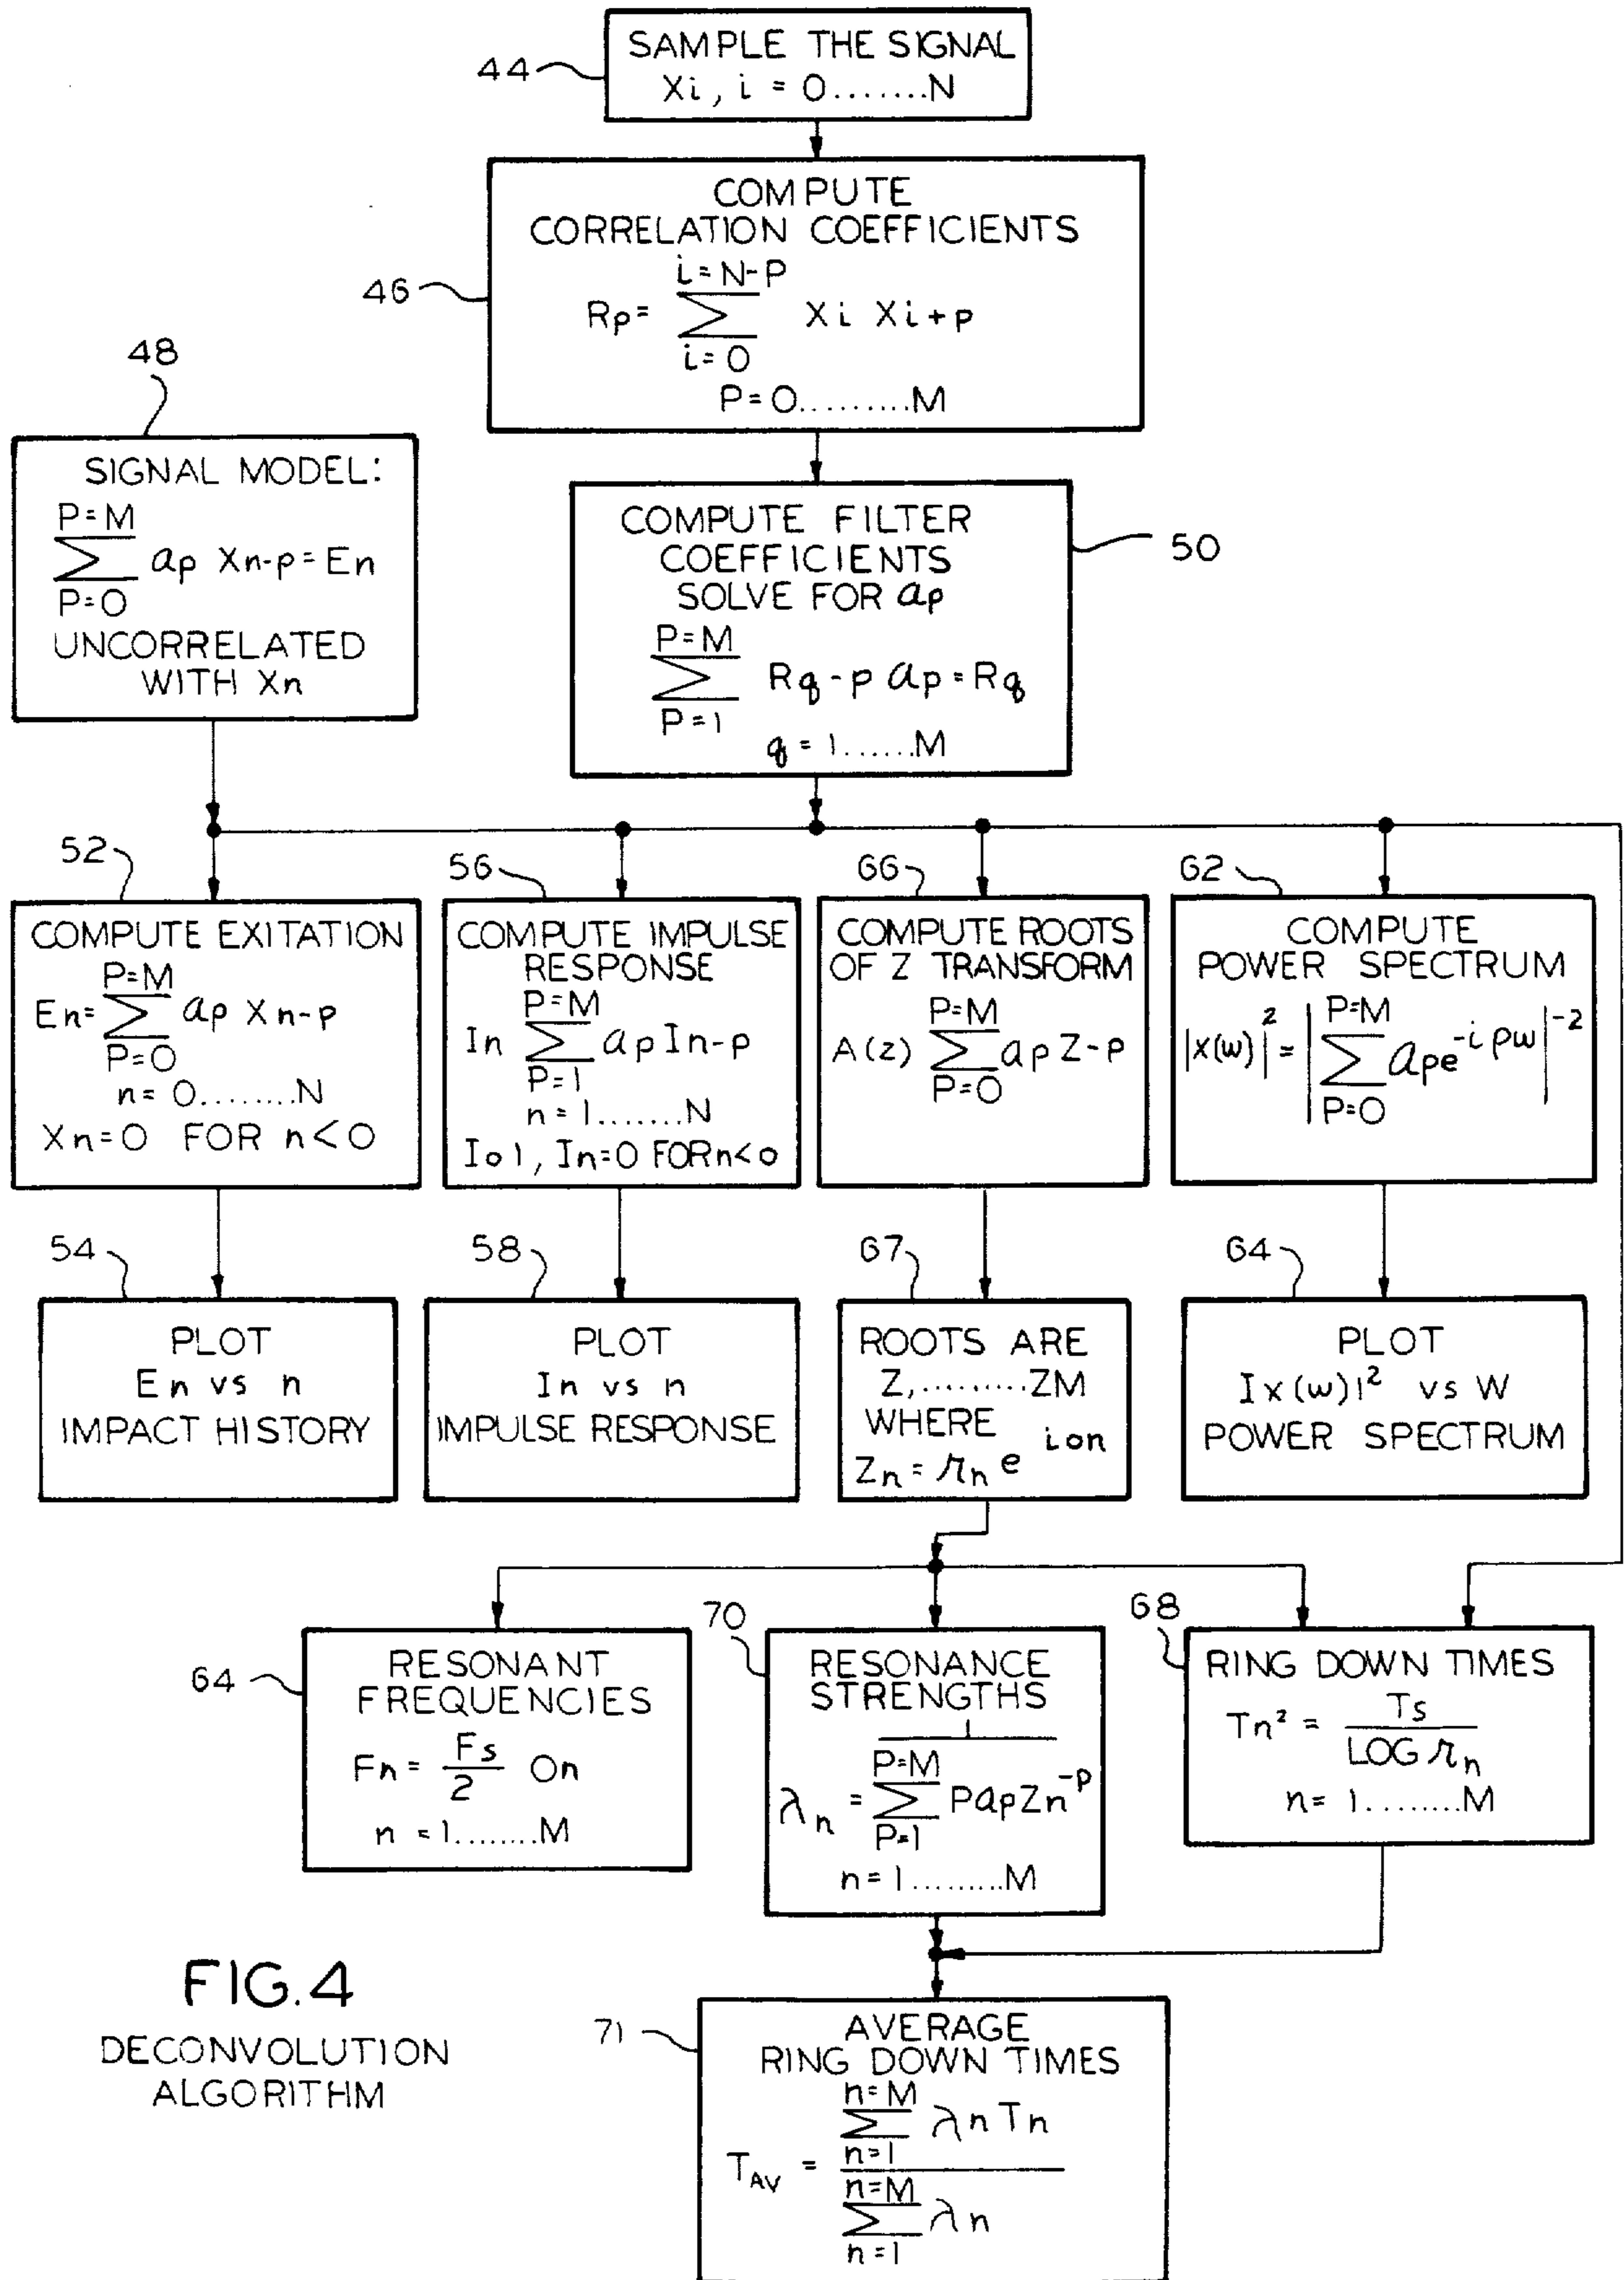 44
SAMPLE THE SIGNAL
Xi, i = 0.......N
46
COMPUTE
CORRELATION COEFFICIENTS
i=N-P
Rp= ∑ Xi Xi+p
i=0
P=0.........M
48
SIGNAL MODEL:
P=M
∑ ap Xn-p=En
P=0
UNCORRELATED
WITH Xn
50
COMPUTE FILTER
COEFFICIENTS
SOLVE FOR ap
P=M
∑ Rq-p ap=Rq
P=1
q=1......M
52
COMPUTE EXITATION
P=M
En=∑ ap Xn-p
P=0
n=0........N
Xn=0 FOR n<0
56
COMPUTE IMPULSE
RESPONSE
P=M
In ∑ ap In-p
P=1
n=1.......N
Io1, In=0 FOR n<0
66
COMPUTE ROOTS
OF Z TRANSFORM
P=M
A(z) ∑ ap Z-p
P=0
62
COMPUTE
POWER SPECTRUM
P=M
|x(w)|² = |∑ ape^-ipw|^-2
P=0
54
PLOT
En vs n
IMPACT HISTORY
58
PLOT
In vs n
IMPULSE RESPONSE
67
ROOTS ARE
Z,.........ZM
WHERE
Zn = rn e^ion
64
PLOT
Ix(w)|² vs W
POWER SPECTRUM
64
RESONANT
FREQUENCIES
Fn = Fs/2 On
n=1........M
70
RESONANCE
STRENGTHS
1
P=M
λn = ∑ PapZn^-p
P=1
n=1.........M
68
RING DOWN TIMES
Tn² = Ts/LOG rn
n=1........M
71
AVERAGE
RING DOWN TIMES
n=M
∑ λn Tn
n=1
TAV =
n=M
∑ λn
n=1
FIG.4
DECONVOLUTION
ALGORITHM